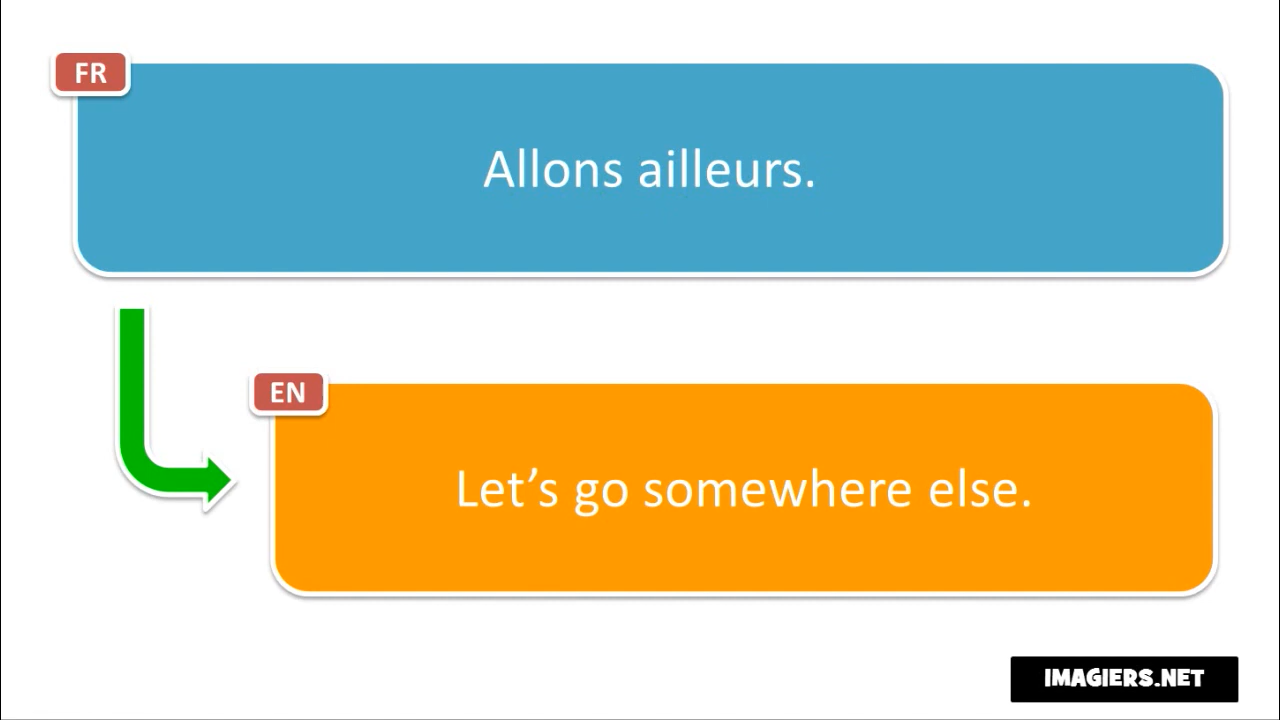 FR
Allons ailleurs.
EN
Let’s go somewhere else.
IMAGIERS.NET